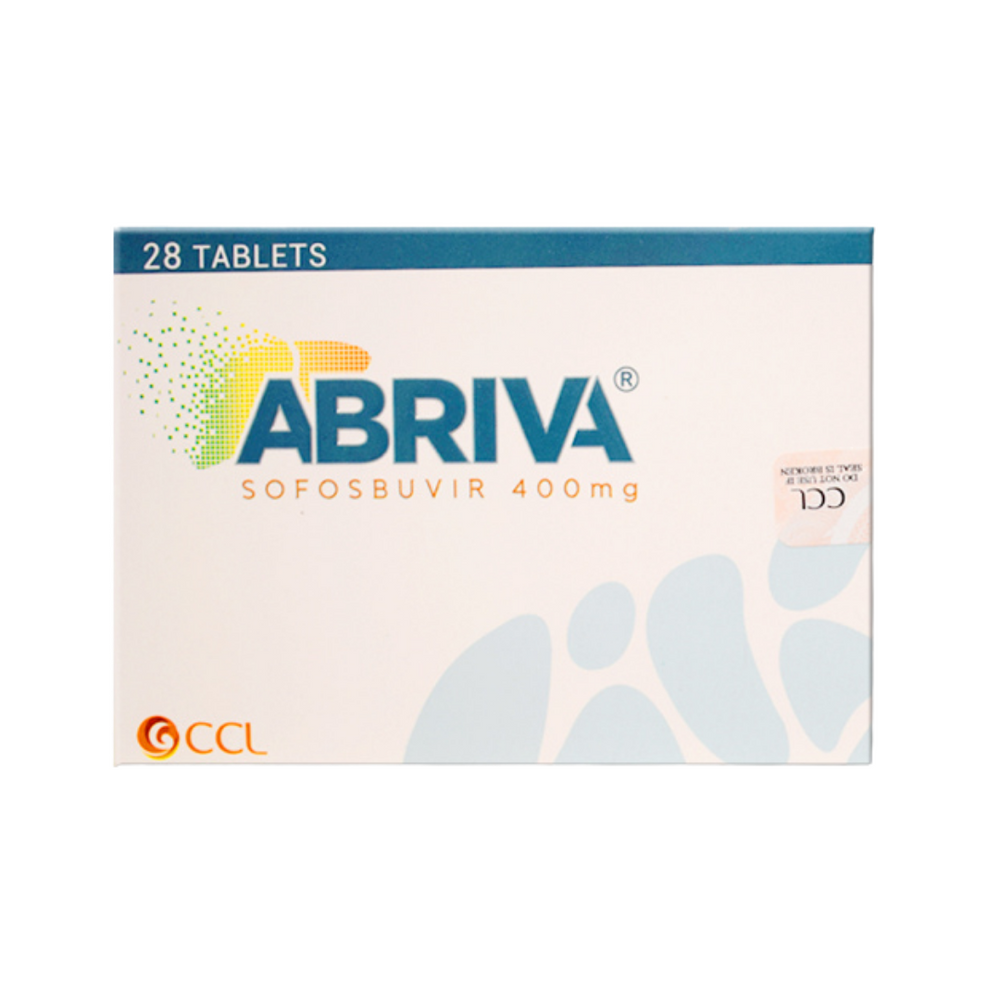 28 TABLETS
ABRIVA®
SOFOSBUVIR 400mg
CCL
DO NOT USE IF
SEAL IS BROKEN
CCL